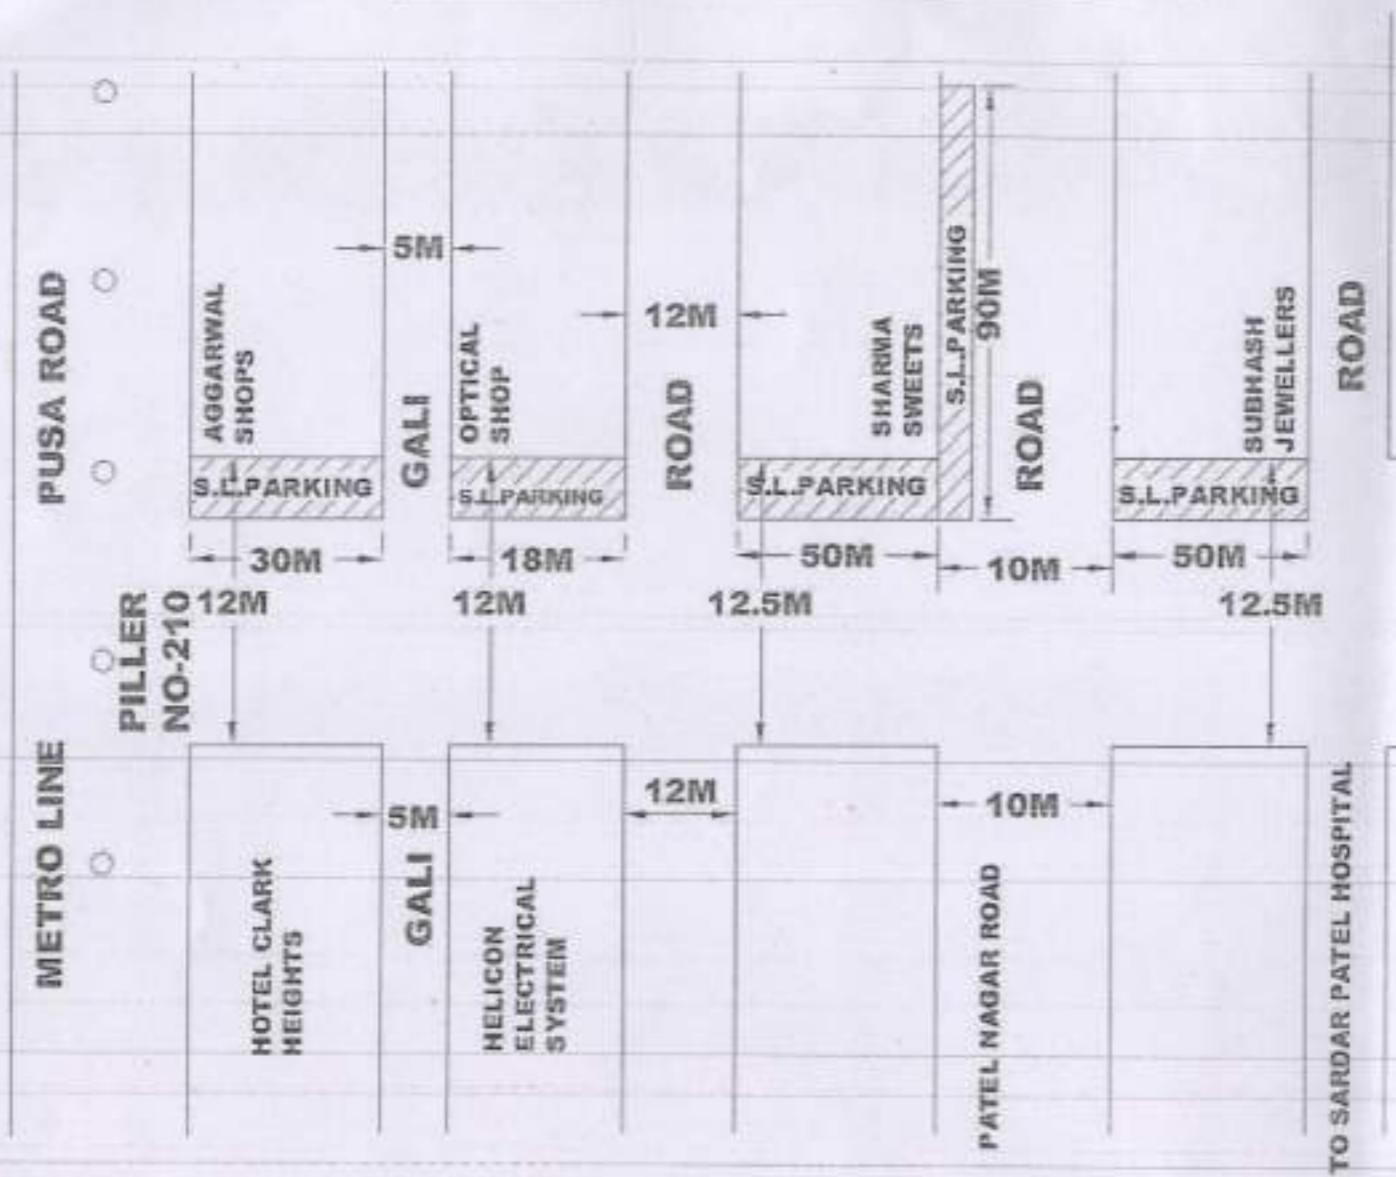 PUSA ROAD
METRO LINE
PILLER
NO-210
AGGARWAL
SHOPS
S.L.PARKING
30M
12M
HOTEL CLARK
HEIGHTS
5M
GALI
5M
GALI
OPTICAL
SHOP
S.L.PARKING
18M
12M
HELICON
ELECTRICAL
SYSTEM
12M
ROAD
12M
SHARMA
SWEETS
S.L.PARKING
50M
12.5M
S.L.PARKING
90M
ROAD
10M
10M
PATEL NAGAR ROAD
SUBHASH
JEWELLERS
S.L.PARKING
50M
12.5M
ROAD
TO SARDAR PATEL HOSPITAL